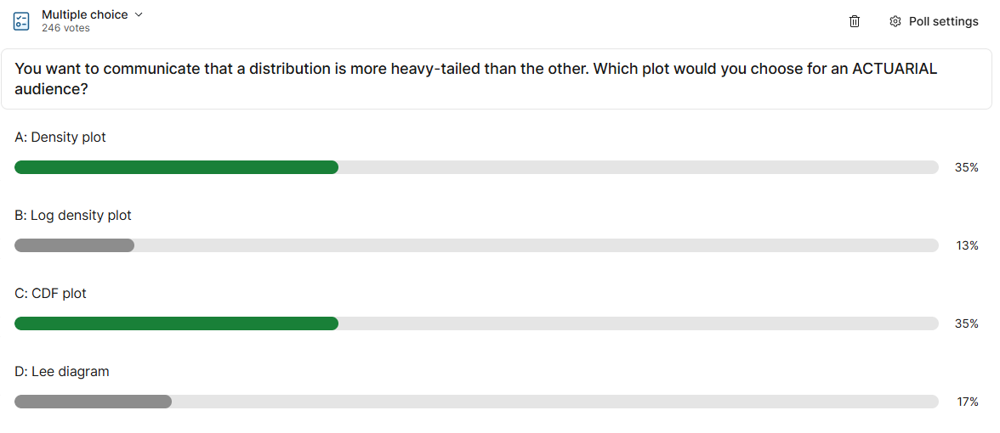 Multiple choice
246 votes
Poll settings
You want to communicate that a distribution is more heavy-tailed than the other. Which plot would you choose for an ACTUARIAL
audience?
A: Density plot
35%
B: Log density plot
13%
C: CDF plot
35%
D: Lee diagram
17%